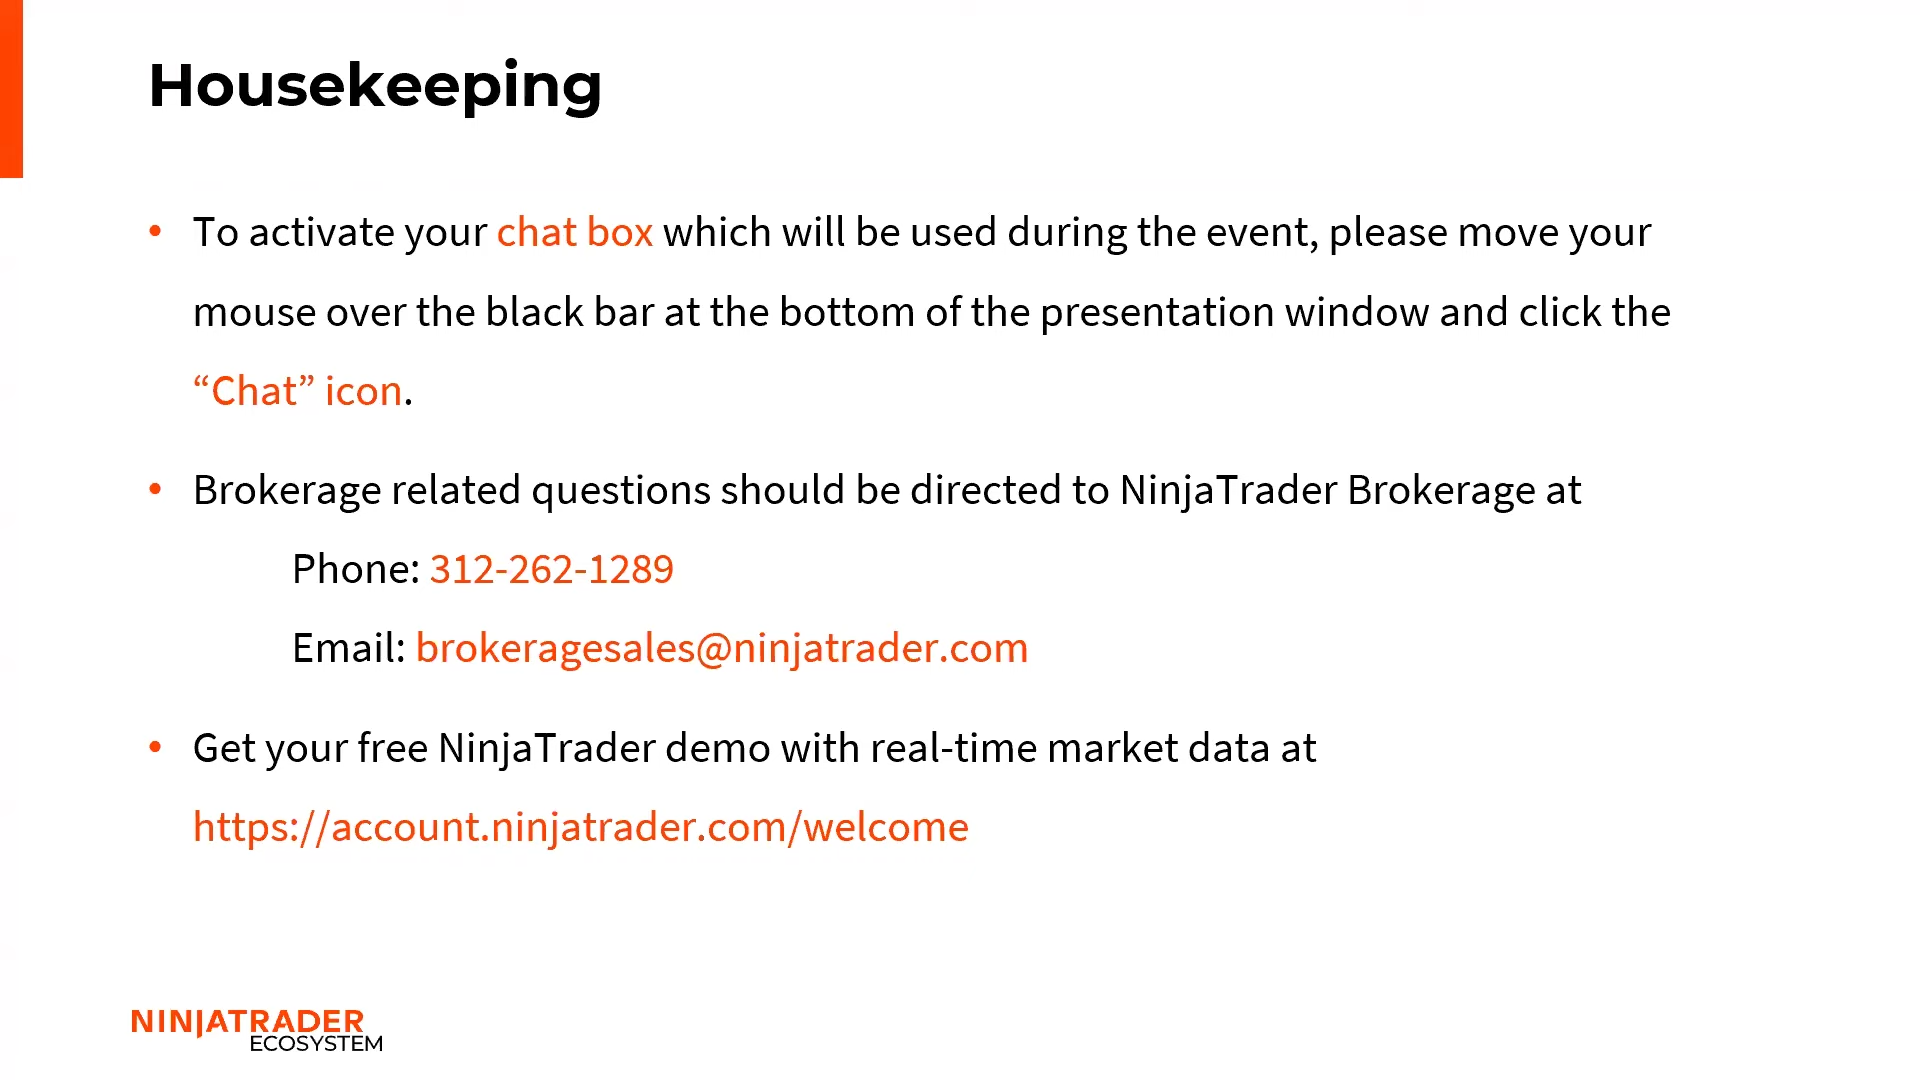 Housekeeping
• To activate your chat box which will be used during the event, please move your
mouse over the black bar at the bottom of the presentation window and click the
“Chat” icon.
• Brokerage related questions should be directed to NinjaTrader Brokerage at
Phone: 312-262-1289
Email: brokeragesales@ninjatrader.com
• Get your free NinjaTrader demo with real-time market data at
https://account.ninjatrader.com/welcome
NINJATRADER
ECOSYSTEM